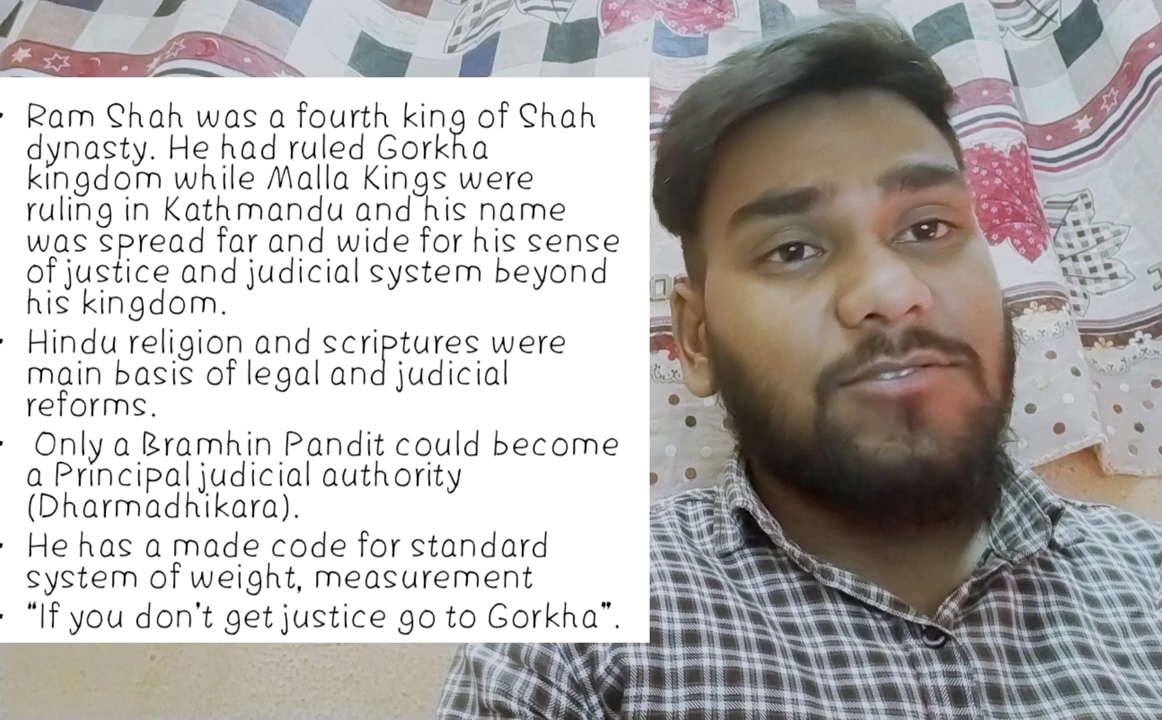 • Ram Shah was a fourth king of Shah
dynasty. He had ruled Gorkha
kingdom while Malla Kings were
ruling in Kathmandu and his name
was spread far and wide for his sense
of justice and judicial system beyond
his kingdom.
• Hindu religion and scriptures were
main basis of legal and judicial
reforms.
• Only a Bramhin Pandit could become
a Principal judicial authority
(Dharmadhikara).
• He has a made code for standard
system of weight, measurement
• “If you don't get justice go to Gorkha”.